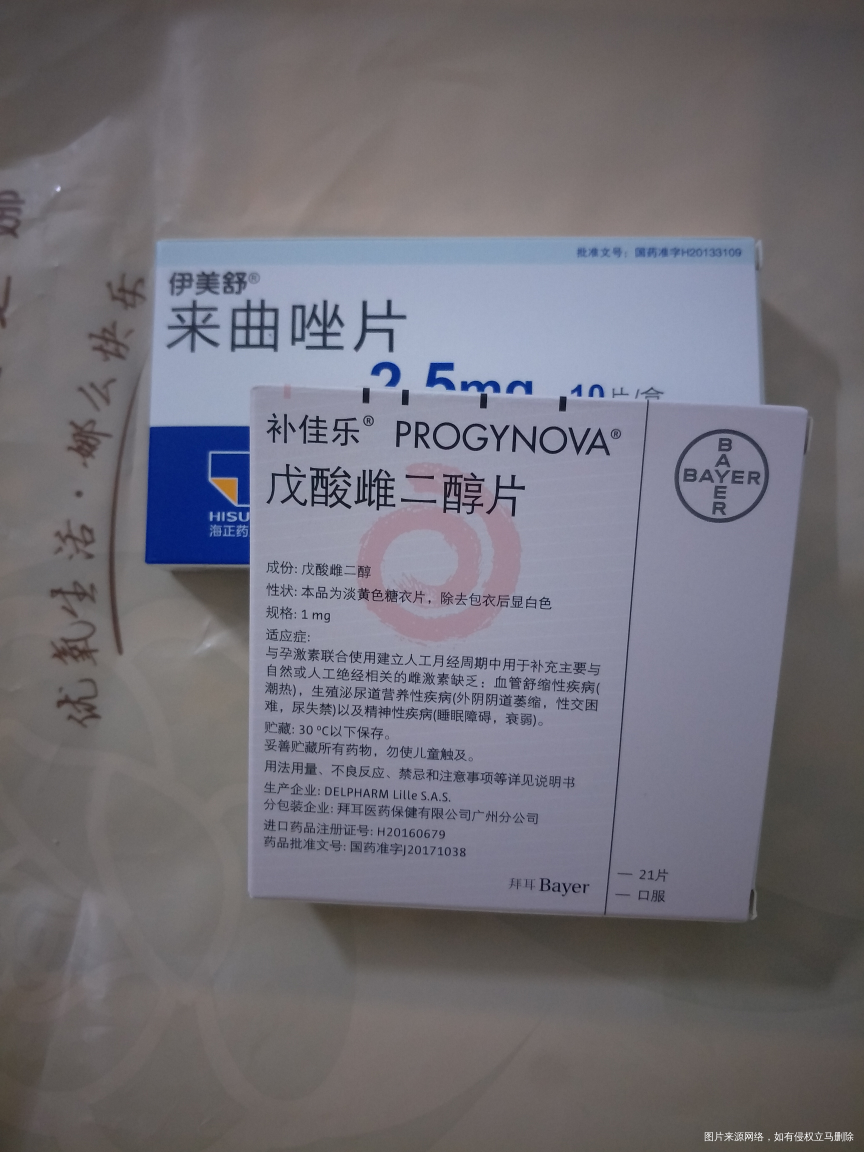 批准文号：国药准字H20133109
伊美舒®
来曲唑片
2.5mg 10片/盒
HISU
海正药
补佳乐® PROGYNOVA®
戊酸雌二醇片
BAYER
BAYER
成份: 戊酸雌二醇
性状: 本品为淡黄色糖衣片，除去包衣后显白色
规格: 1 mg
适应症:
与孕激素联合使用建立人工月经周期中用于补充主要与
自然或人工绝经相关的雌激素缺乏：血管舒缩性疾病(
潮热)，生殖泌尿道营养性疾病(外阴阴道萎缩，性交困
难，尿失禁)以及精神性疾病(睡眠障碍，衰弱)。
贮藏: 30 ºC以下保存。
妥善贮藏所有药物，勿使儿童触及。
用法用量、不良反应、禁忌和注意事项等详见说明书
生产企业: DELPHARM Lille S.A.S.
分包装企业: 拜耳医药保健有限公司广州分公司
进口药品注册证号: H20160679
药品批准文号: 国药准字J20171038
拜耳 Bayer
— 21片
— 口服
娜
优氧生活·娜么快乐
图片来源网络，如有侵权立马删除